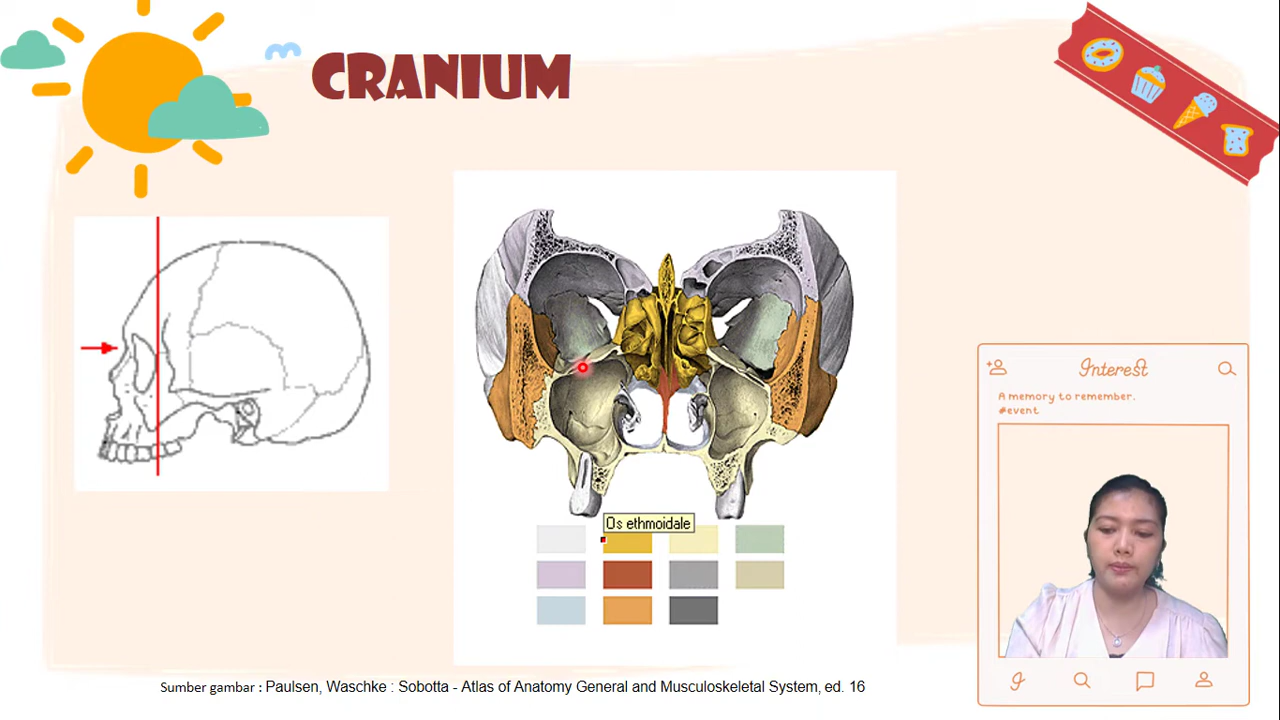 CRANIUM
Interest
A memory to remember.
#event
Os ethmoidale
Sumber gambar : Paulsen, Waschke : Sobotta - Atlas of Anatomy General and Musculoskeletal System, ed. 16